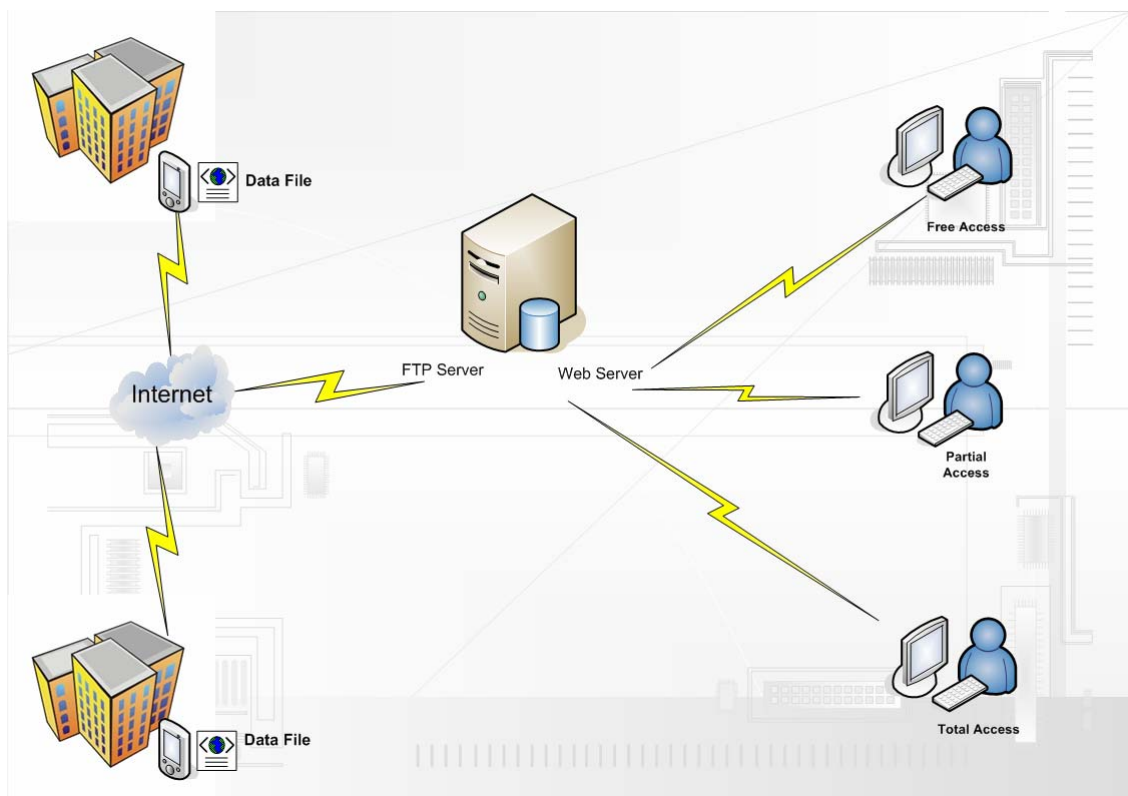 Data File
Free Access
FTP Server
Web Server
Internet
Partial
Access
Total Access
Data File